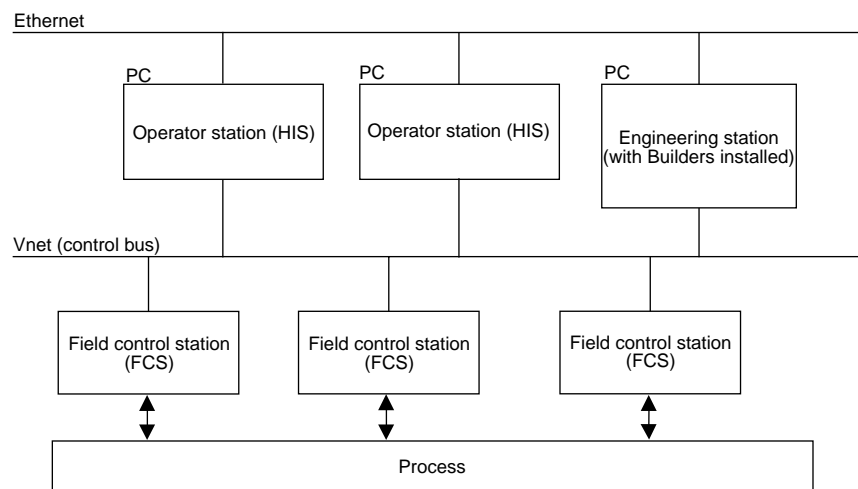 Ethernet
PC
PC
PC
Operator station (HIS)
Operator station (HIS)
Engineering station
(with Builders installed)
Vnet (control bus)
Field control station
(FCS)
Field control station
(FCS)
Field control station
(FCS)
Process